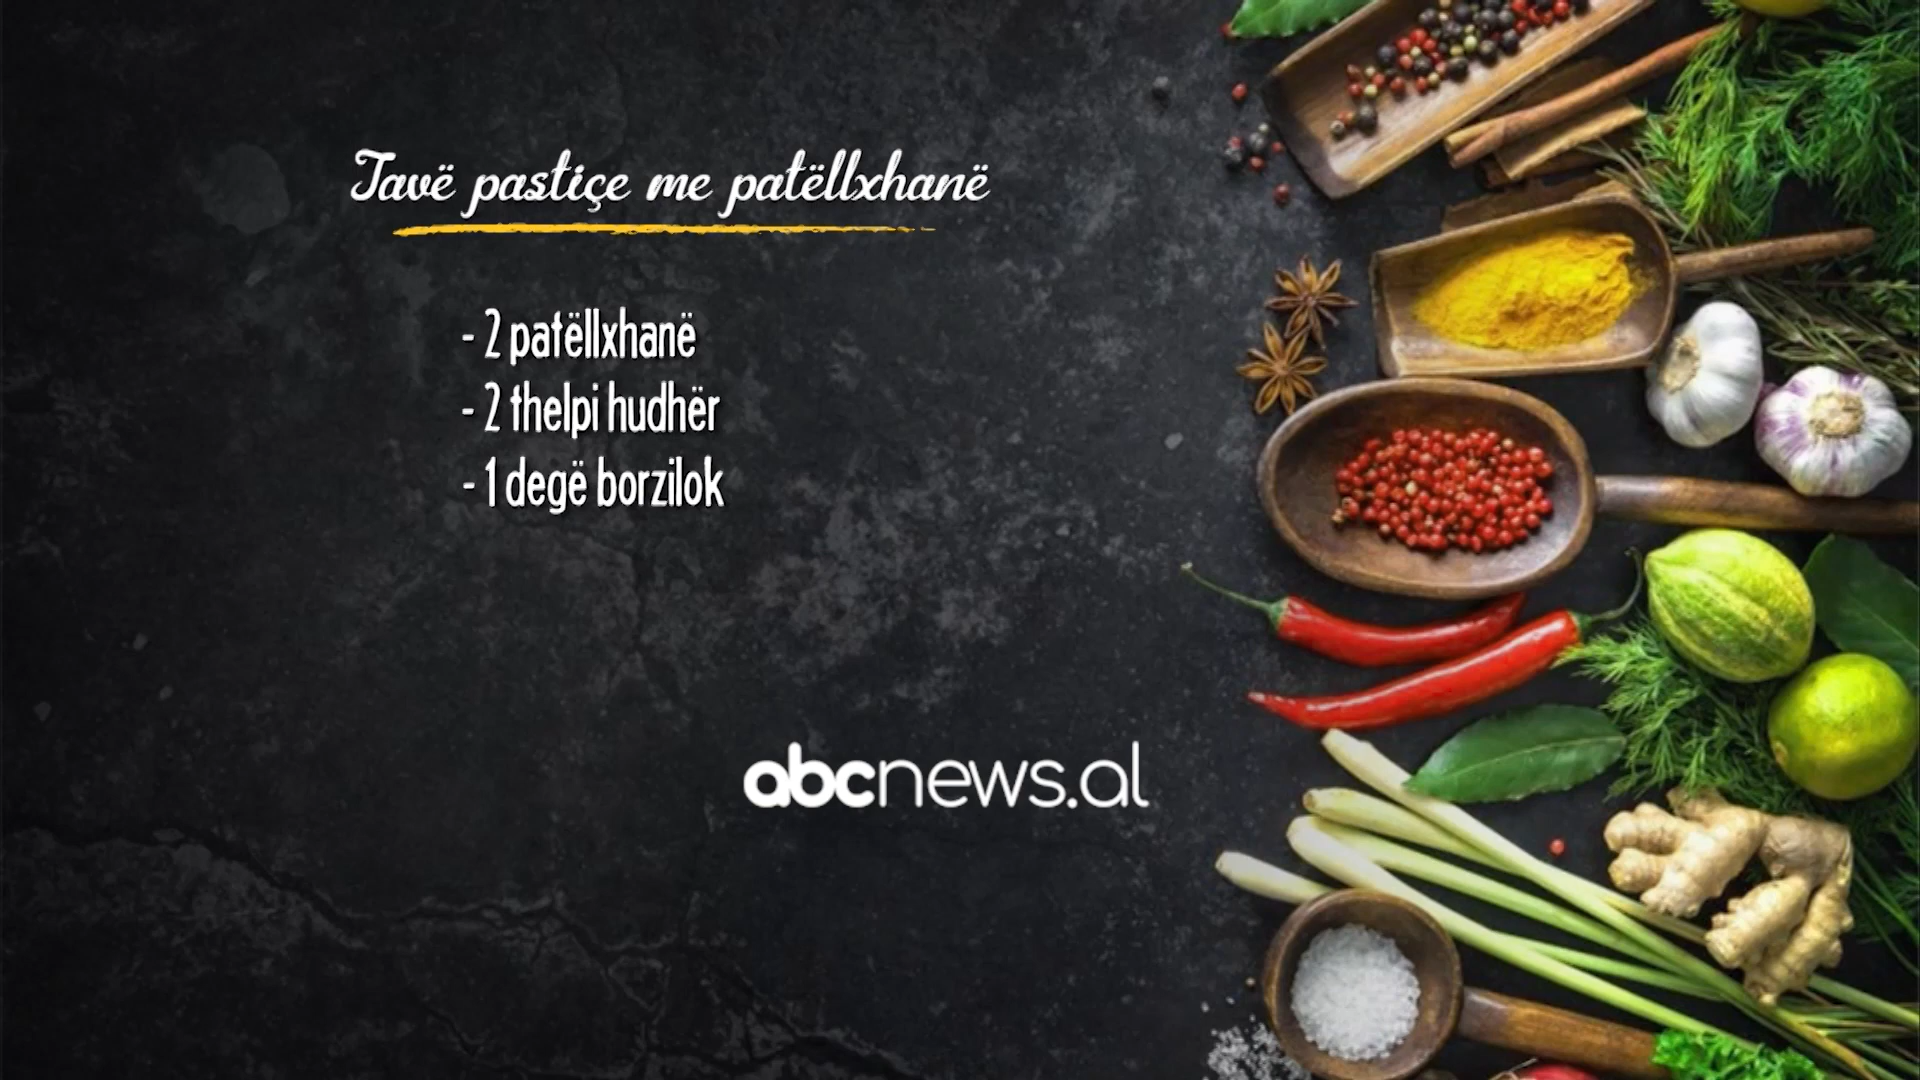 Tavë pastiçe me patëllxhanë
- 2 patëllxhanë
- 2 thelpi hudhër
- 1 degë borzilok
abcnews.al